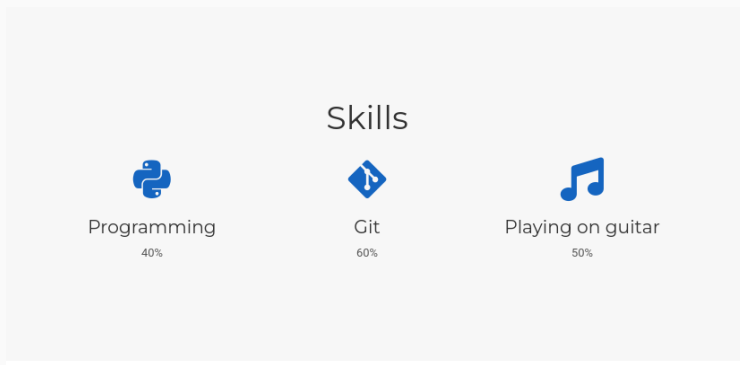 Skills
Programming
40%
Git
60%
Playing on guitar
50%